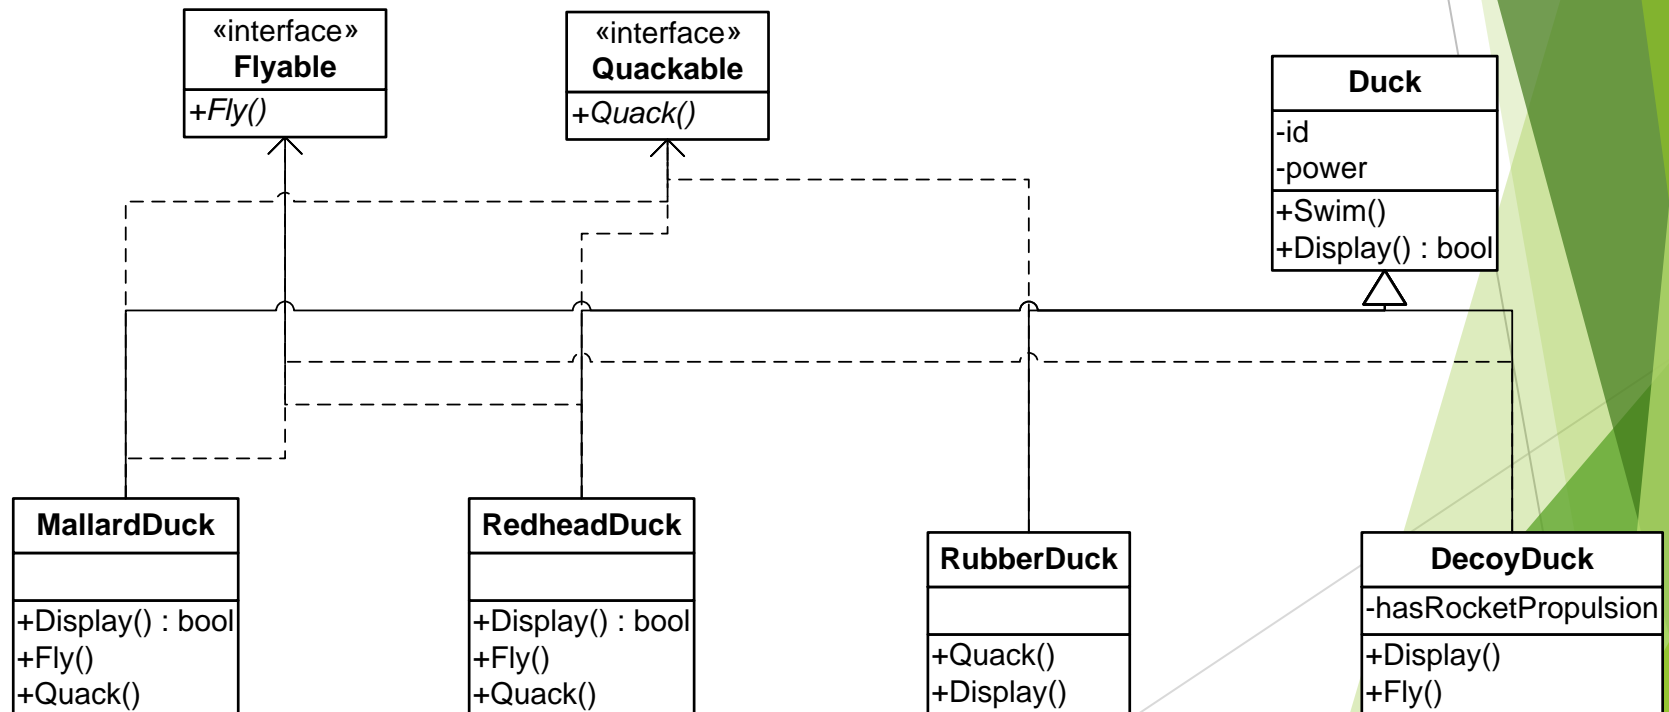 «interface»
Flyable
+Fly()
«interface»
Quackable
+Quack()
Duck
-id
-power
+Swim()
+Display() : bool
MallardDuck
+Display() : bool
+Fly()
+Quack()
RedheadDuck
+Display() : bool
+Fly()
+Quack()
RubberDuck
+Quack()
+Display()
DecoyDuck
-hasRocketPropulsion
+Display()
+Fly()